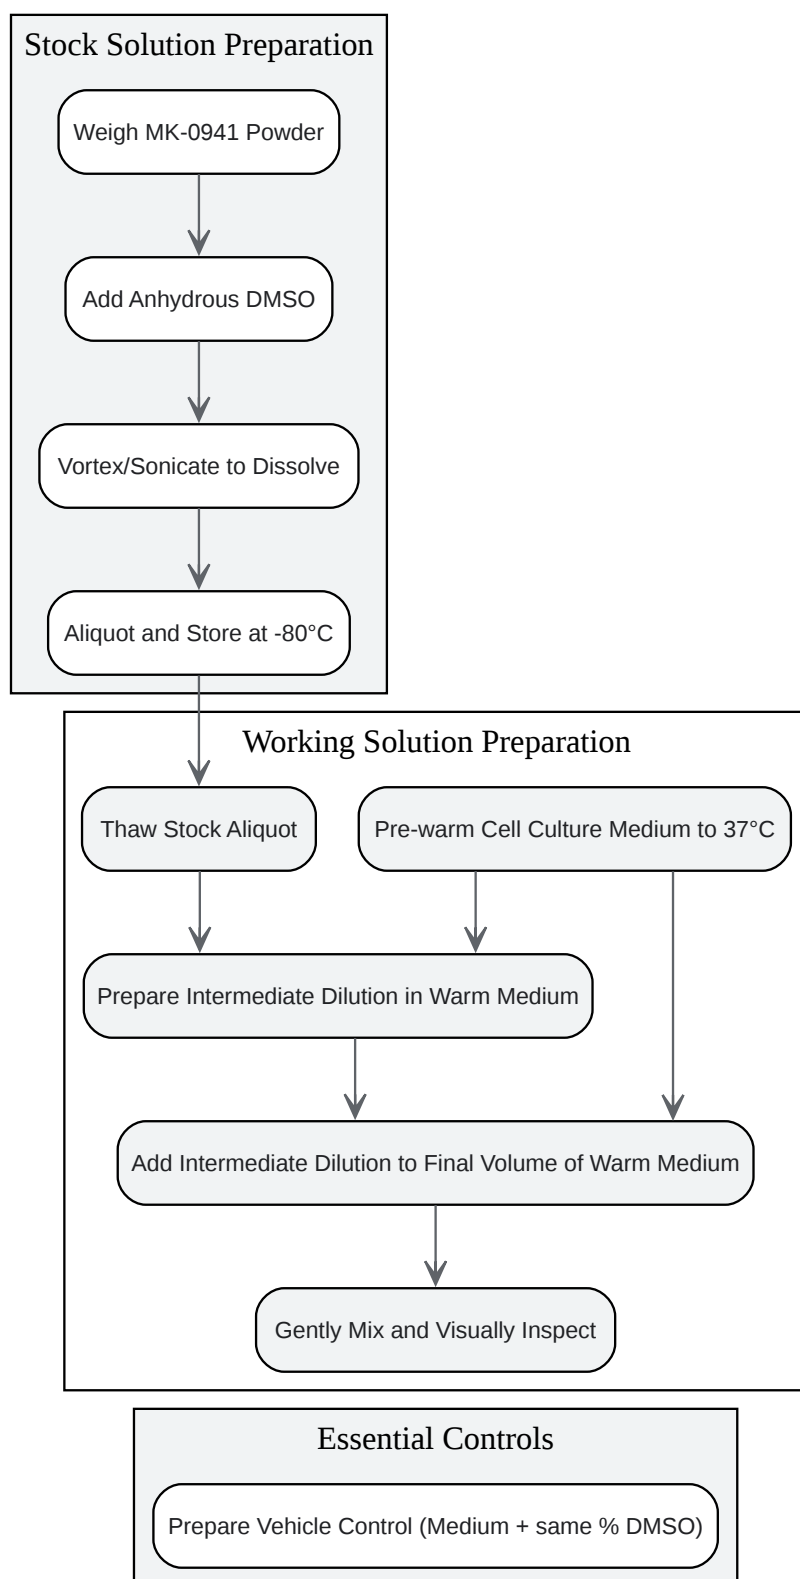 Stock Solution Preparation
Weigh MK-0941 Powder
Add Anhydrous DMSO
Vortex/Sonicate to Dissolve
Aliquot and Store at -80°C
Working Solution Preparation
Thaw Stock Aliquot
Pre-warm Cell Culture Medium to 37°C
Prepare Intermediate Dilution in Warm Medium
Add Intermediate Dilution to Final Volume of Warm Medium
Gently Mix and Visually Inspect
Essential Controls
Prepare Vehicle Control (Medium + same % DMSO)